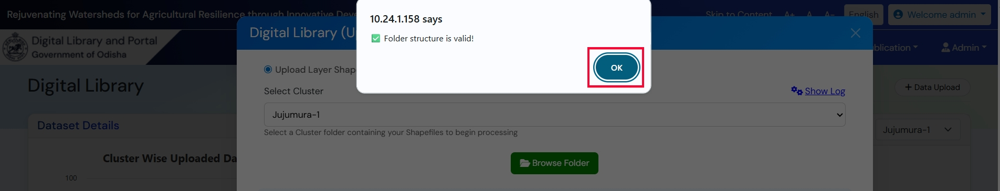 Rejuvenating Watersheds for Agricultural Resilience through Innovative Deve
Skip to Content A+ A A- English Welcome admin
Digital Library and Portal
Government of Odisha
blication Admin
Digital Library (U
10.24.1.158 says
Folder structure is valid!
OK
Upload Layer Shap
Digital Library
Data Upload
Select Cluster
Show Log
Jujumura-1
Select a Cluster folder containing your Shapefiles to begin processing
Dataset Details
Jujumura-1
Cluster Wise Uploaded Da
Browse Folder
100